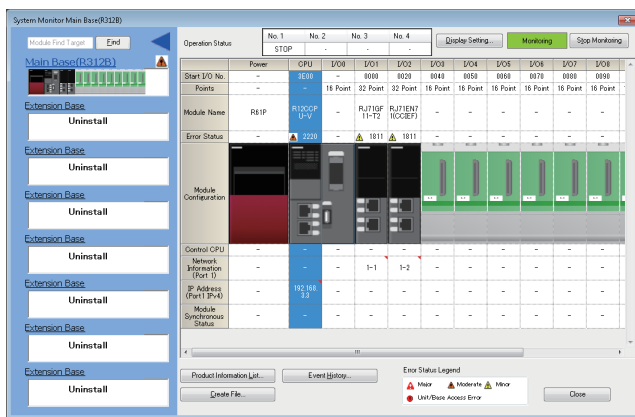 System Monitor Main Base(R312B)
Module Find Target Find
Main Base(R312B)
Extension Base
Uninstall
Extension Base
Uninstall
Extension Base
Uninstall
Extension Base
Uninstall
Extension Base
Uninstall
Extension Base
Uninstall
Extension Base
Uninstall
Operation Status
No. 1 No. 2 No. 3 No. 4
STOP - - -
Display Setting... Monitoring Stop Monitoring
Power CPU I/O0 I/O1 I/O2 I/O3 I/O4 I/O5 I/O6 I/O7 I/O8
Start I/O No. - 3E00 - 0000 0020 0040 0050 0060 0070 0080 0090
Points - - 16 Point 32 Point 32 Point 16 Point 16 Point 16 Point 16 Point 16 Point 16 Point
Module Name R61P R12CCP - RJ71GF RJ71EN7 - - - - - -
U-V 11-T2 1(CCIEF)
Error Status - 2220 - 1811 1811 - - - - - -
Module
Configuration
Control CPU - - - - - - - - - - -
Network
Information - - - 1-1 1-2 - - - - - -
(Port 1)
IP Address - 192.168. - - - - - - - - -
(Port1 IPv4) 3.3
Module
Synchronous - - - - - - - - - - -
Status
Product Information List... Event History...
Create File...
Error Status Legend
Major Moderate Minor
Unit/Base Access Error
Close